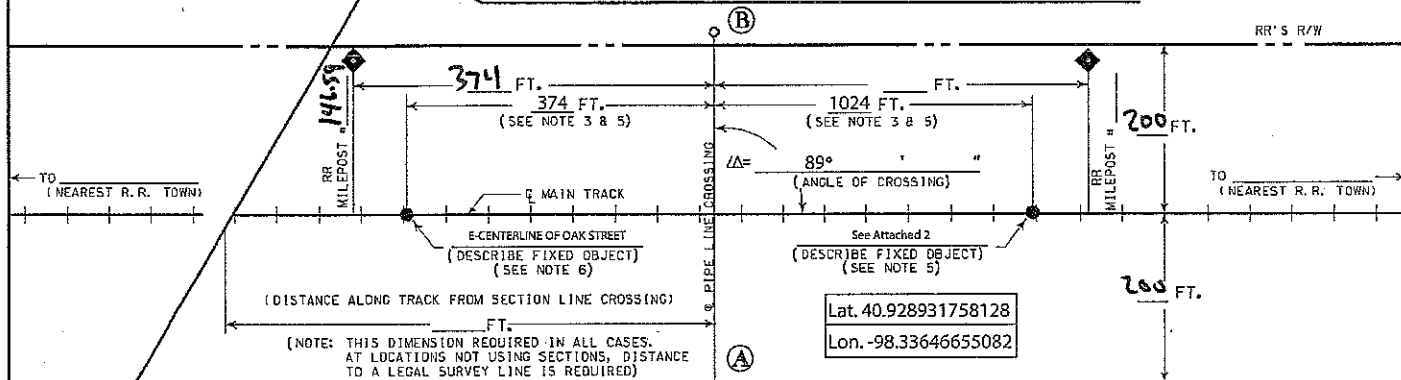 B
RR'S R/W
374 FT.
FT.
374 FT.
(SEE NOTE 3 & 5)
1024 FT.
(SEE NOTE 3 & 5)
RR
MILEPOST # 146.59
RR
MILEPOST #
200 FT.
∠Δ= 89° ' "
(ANGLE OF CROSSING)
TO
(NEAREST R.R. TOWN)
TO
(NEAREST R.R. TOWN)
℄ MAIN TRACK
℄ PIPE LINE CROSSING
E-CENTERLINE OF OAK STREET
(DESCRIBE FIXED OBJECT)
(SEE NOTE 6)
See Attached 2
(DESCRIBE FIXED OBJECT)
(SEE NOTE 5)
200 FT.
(DISTANCE ALONG TRACK FROM SECTION LINE CROSSING)
FT.
(NOTE: THIS DIMENSION REQUIRED IN ALL CASES.
AT LOCATIONS NOT USING SECTIONS, DISTANCE
TO A LEGAL SURVEY LINE IS REQUIRED)
Lat. 40.928931758128
Lon. -98.33646655082
A